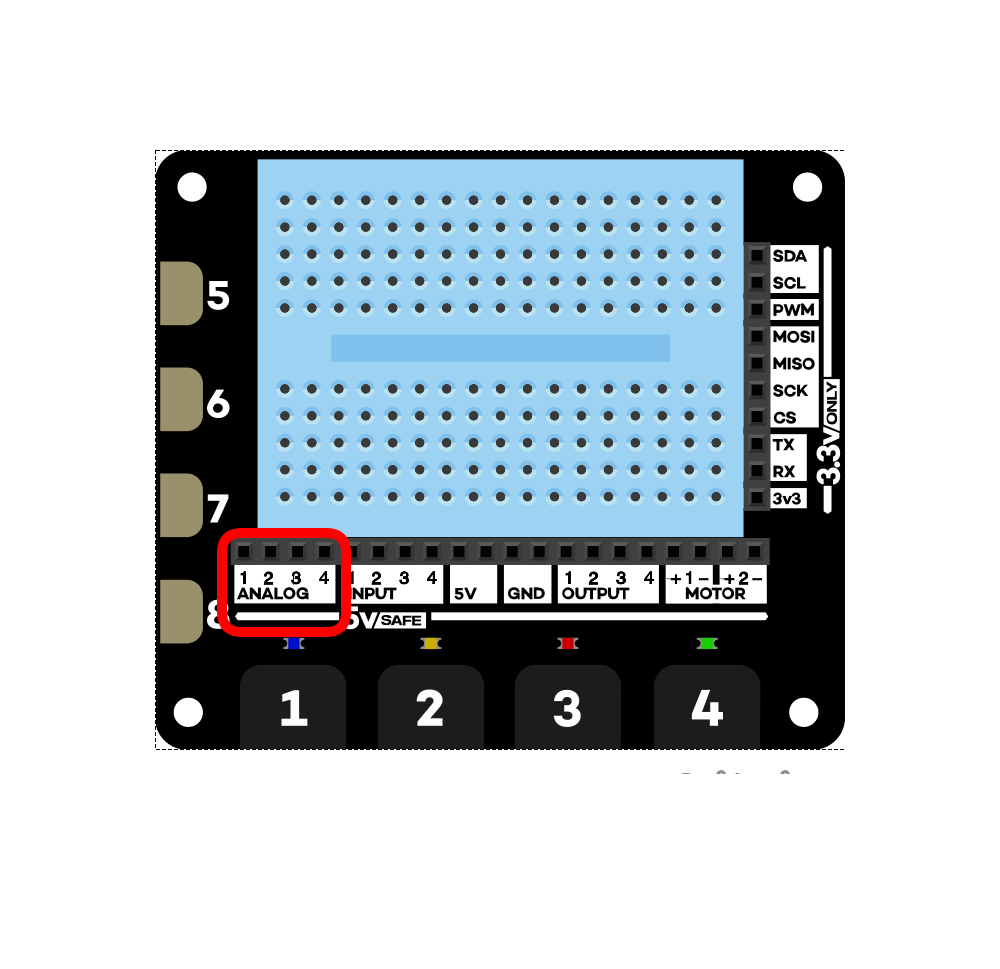 5
6
7
8
SDA
SCL
PWM
MOSI
MISO
SCK
CS
TX
RX
3v3
3.3v/ONLY
1 2 3 4
ANALOG
1 2 3 4
INPUT
5V
GND
1 2 3 4
OUTPUT
+1- +2-
MOTOR
5V/SAFE
1
2
3
4